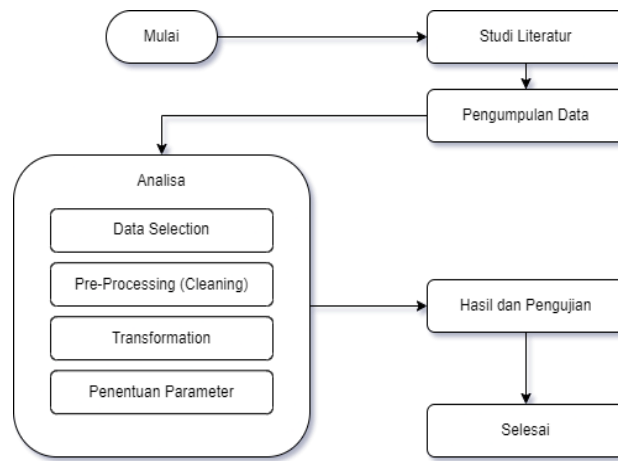 Mulai
Studi Literatur
Pengumpulan Data
Analisa
Data Selection
Pre-Processing (Cleaning)
Transformation
Penentuan Parameter
Hasil dan Pengujian
Selesai